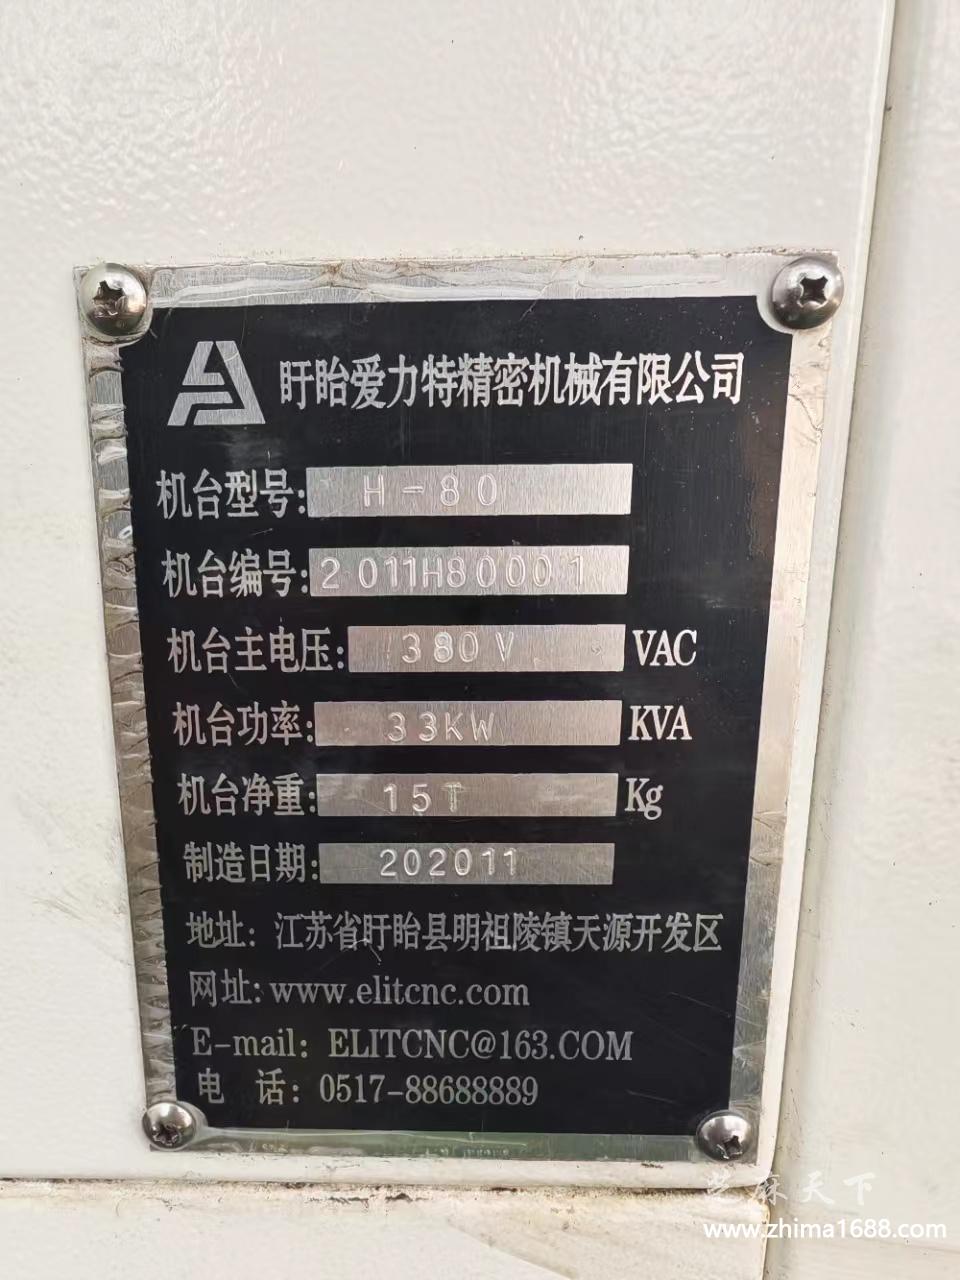 盱眙爱力特精密机械有限公司
机台型号: H-80
机台编号: 2011H80001
机台主电压: 380V VAC
机台功率: 33KW KVA
机台净重: 15T Kg
制造日期: 202011
地址: 江苏省盱眙县明祖陵镇天源开发区
网址: www.elitcnc.com
E-mail: ELITCNC@163.COM
电 话: 0517-88688889
芝麻天下
www.zhima1688.com